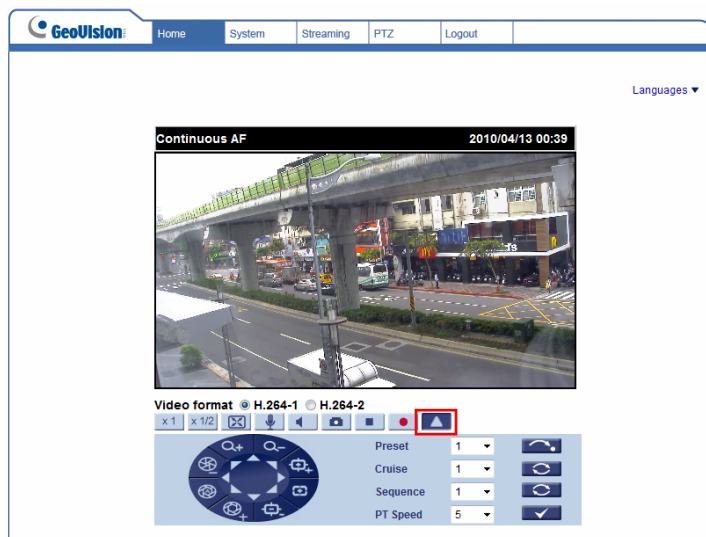 GeoVision
Home System Streaming PTZ Logout
Languages ▼
Continuous AF 2010/04/13 00:39
Video format H.264-1 H.264-2
x 1 x 1/2
Preset 1
Cruise 1
Sequence 1
PT Speed 5